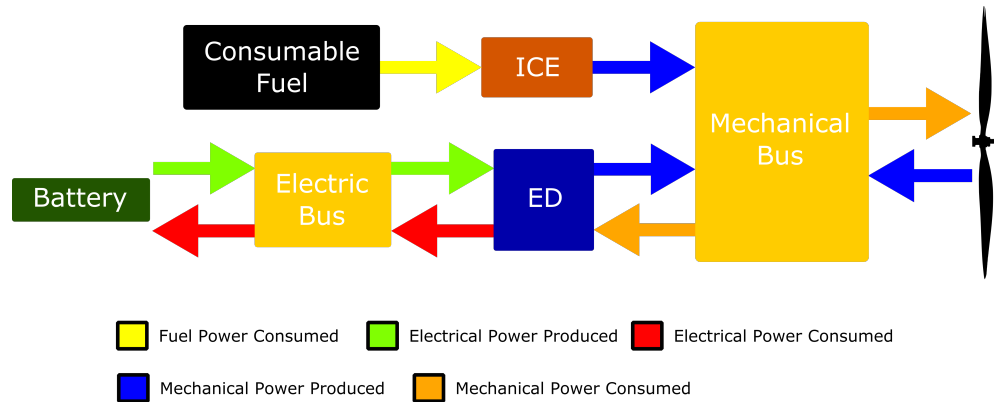 Consumable
Fuel
ICE
Mechanical
Bus
Battery
Electric
Bus
ED
Fuel Power Consumed
Electrical Power Produced
Electrical Power Consumed
Mechanical Power Produced
Mechanical Power Consumed